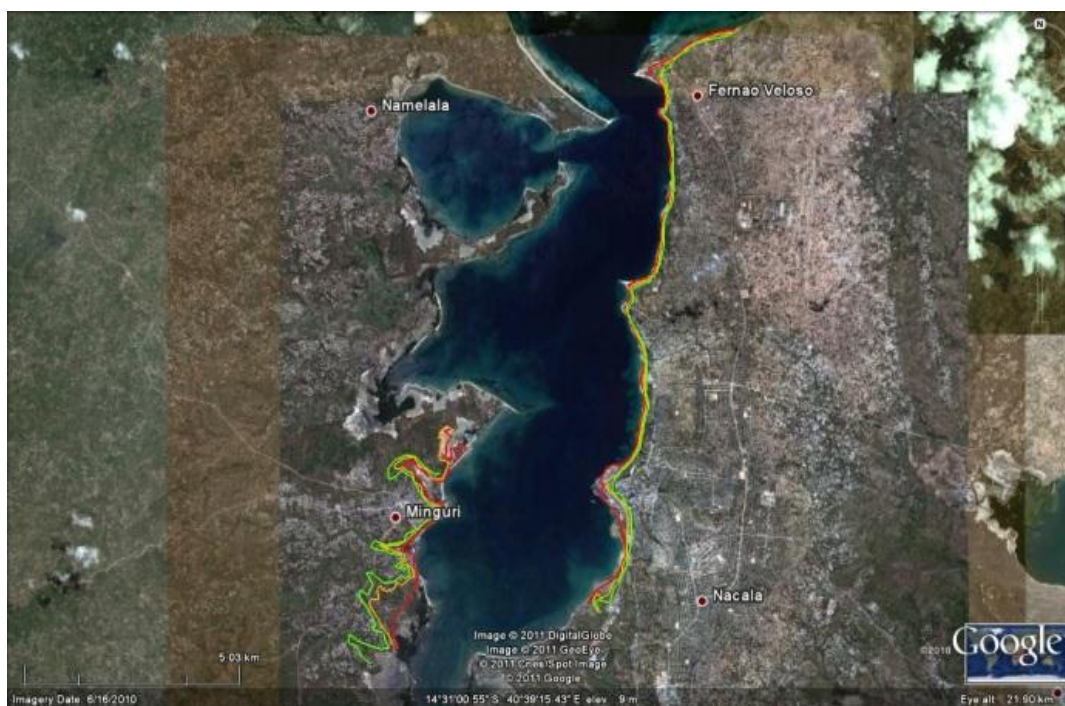 N
Fernao Veloso
Namelala
Minguri
Nacala
Image © 2011 DigitalGlobe
Image © 2011 GeoEye
© 2011 Cnes/Spot Image
© 2011 Google
©2010 Google
5.03 km
Imagery Date: 6/16/2010
14°31'00.55" S 40°39'15.43" E elev 9 m
Eye alt 21.90 km